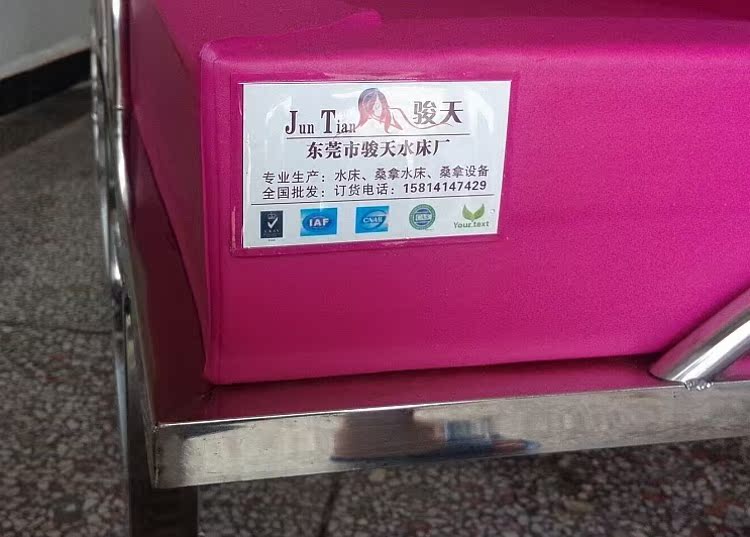 Jun Tian 骏天
东莞市骏天水床厂
专业生产：水床、桑拿水床、桑拿设备
全国批发：订货电话：15814147429
IAF
CNAS
Your text